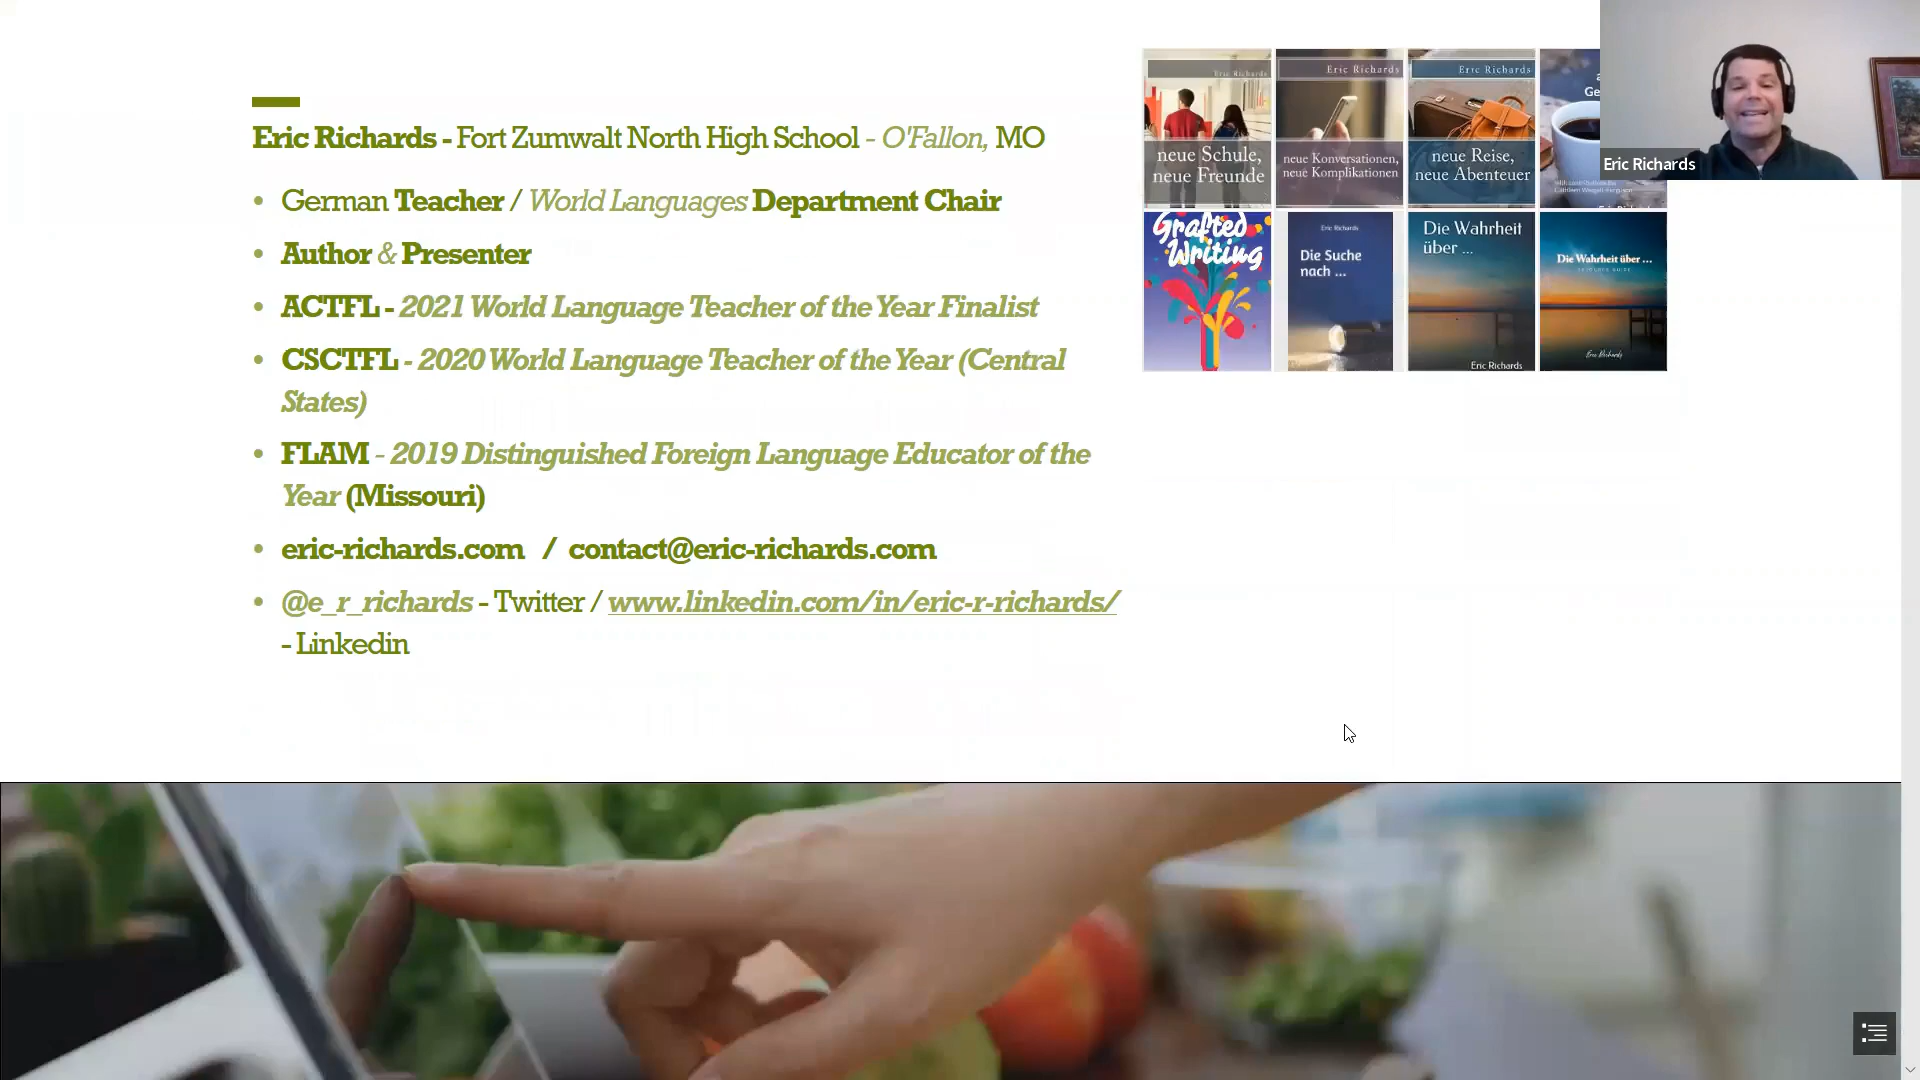 Eric Richards - Fort Zumwalt North High School - O'Fallon, MO
• German Teacher / World Languages Department Chair
• Author & Presenter
• ACTFL - 2021 World Language Teacher of the Year Finalist
• CSCTFL - 2020 World Language Teacher of the Year (Central
States)
• FLAM - 2019 Distinguished Foreign Language Educator of the
Year (Missouri)
• eric-richards.com / contact@eric-richards.com
• @e_r_richards - Twitter / www.linkedin.com/in/eric-r-richards/
- Linkedin
Eric Richards
neue Schule,
neue Freunde
Eric Richards
neue Konversationen,
neue Komplikationen
Eric Richards
neue Reise,
neue Abenteuer
Grafted
Writing
Eric Richards
Die Suche
nach ...
Die Wahrheit
über ...
Eric Richards
Die Wahrheit über ...
Eric Richards
Eric Richards